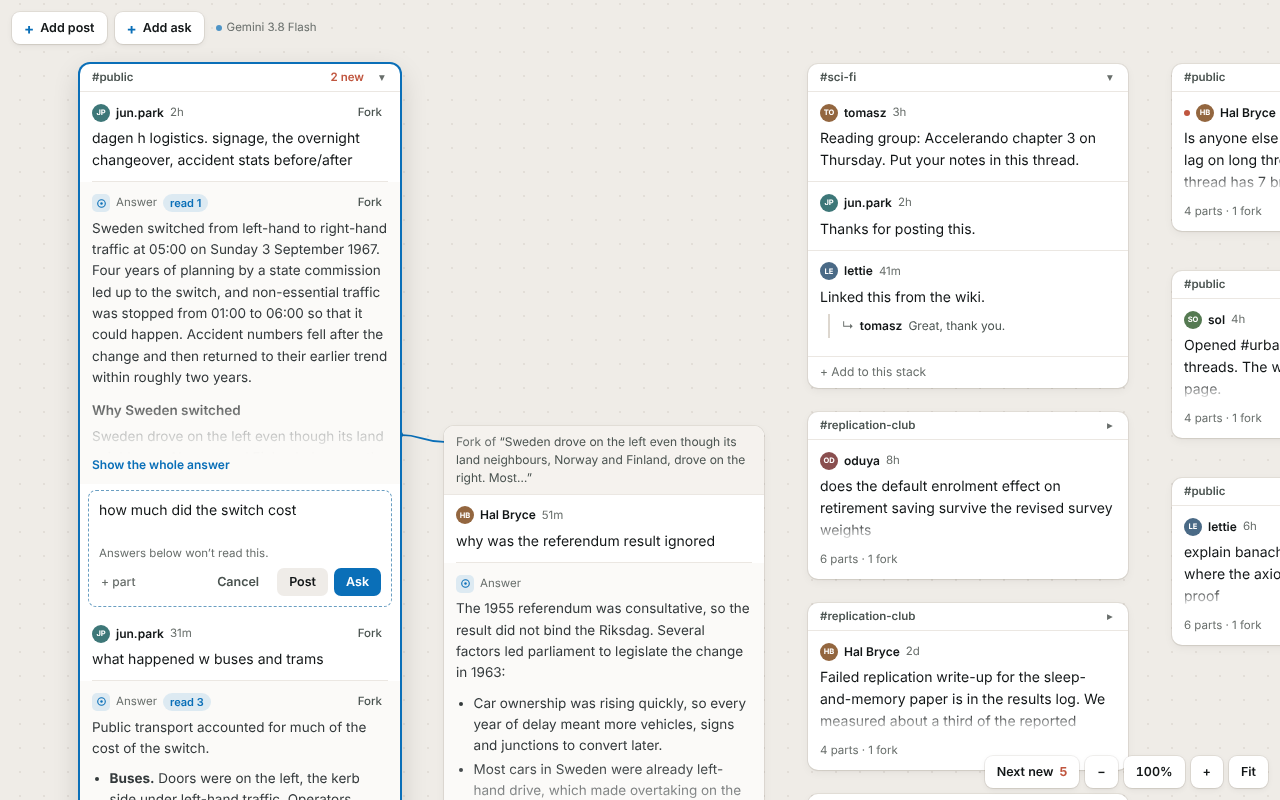 + Add post
+ Add ask
Gemini 3.8 Flash
#public 2 new ▾
JP jun.park 2h Fork
dagen h logistics. signage, the overnight
changeover, accident stats before/after
Answer read 1 Fork
Sweden switched from left-hand to right-hand
traffic at 05:00 on Sunday 3 September 1967.
Four years of planning by a state commission
led up to the switch, and non-essential traffic
was stopped from 01:00 to 06:00 so that it
could happen. Accident numbers fell after the
change and then returned to their earlier trend
within roughly two years.
Why Sweden switched
Sweden drove on the left even though its land
Show the whole answer
how much did the switch cost
Answers below won’t read this.
+ part Cancel Post Ask
JP jun.park 31m Fork
what happened w buses and trams
Answer read 3 Fork
Public transport accounted for much of the
cost of the switch.
• Buses. Doors were on the left, the kerb
side under left-hand traffic. Operators
Fork of “Sweden drove on the left even though its
land neighbours, Norway and Finland, drove on the
right. Most…”
HB Hal Bryce 51m
why was the referendum result ignored
Answer
The 1955 referendum was consultative, so the
result did not bind the Riksdag. Several
factors led parliament to legislate the change
in 1963:
• Car ownership was rising quickly, so every
year of delay meant more vehicles, signs
and junctions to convert later.
• Most cars in Sweden were already left-
hand drive, which made overtaking on the
#sci-fi ▾
TO tomasz 3h
Reading group: Accelerando chapter 3 on
Thursday. Put your notes in this thread.
JP jun.park 2h
Thanks for posting this.
LE lettie 41m
Linked this from the wiki.
↳ tomasz Great, thank you.
+ Add to this stack
#replication-club ▸
OD oduya 8h
does the default enrolment effect on
retirement saving survive the revised survey
weights
6 parts · 1 fork
#replication-club ▸
HB Hal Bryce 2d
Failed replication write-up for the sleep-
and-memory paper is in the results log. We
measured about a third of the reported
4 parts · 1 fork
#public
HB Hal Bryce
Is anyone else
lag on long thr
thread has 7 b
4 parts · 1 fork
#public
SO sol 4h
Opened #urba
threads. The w
page.
4 parts · 1 fork
#public
LE lettie 6h
explain banach
where the axio
proof
6 parts · 1 fork
Next new 5
−
100%
+
Fit